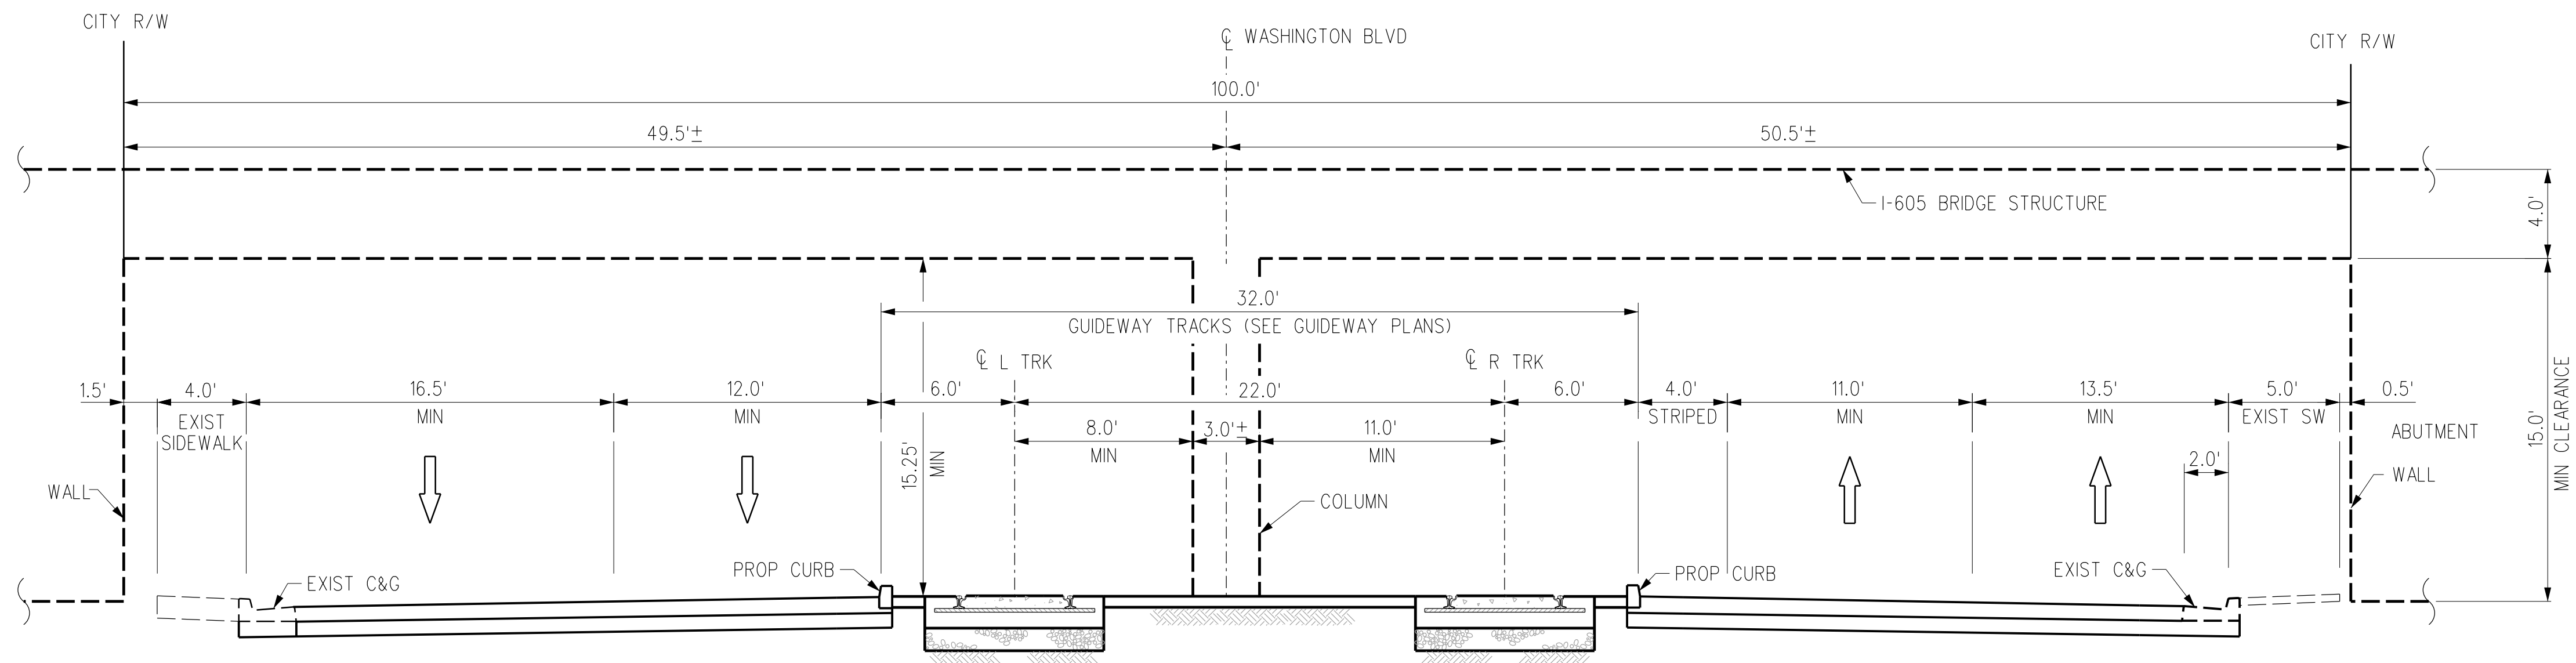 CITY R/W
℄ WASHINGTON BLVD
CITY R/W
100.0'
49.5'±
50.5'±
I-605 BRIDGE STRUCTURE
4.0'
32.0'
GUIDEWAY TRACKS (SEE GUIDEWAY PLANS)
℄ L TRK
℄ R TRK
1.5'
4.0'
EXIST
SIDEWALK
16.5'
MIN
12.0'
MIN
6.0'
22.0'
6.0'
4.0'
STRIPED
11.0'
MIN
13.5'
MIN
5.0'
EXIST SW
0.5'
ABUTMENT
15.25'
MIN
8.0'
MIN
3.0'±
11.0'
MIN
15.0'
MIN CLEARANCE
2.0'
WALL
COLUMN
WALL
EXIST C&G
PROP CURB
PROP CURB
EXIST C&G